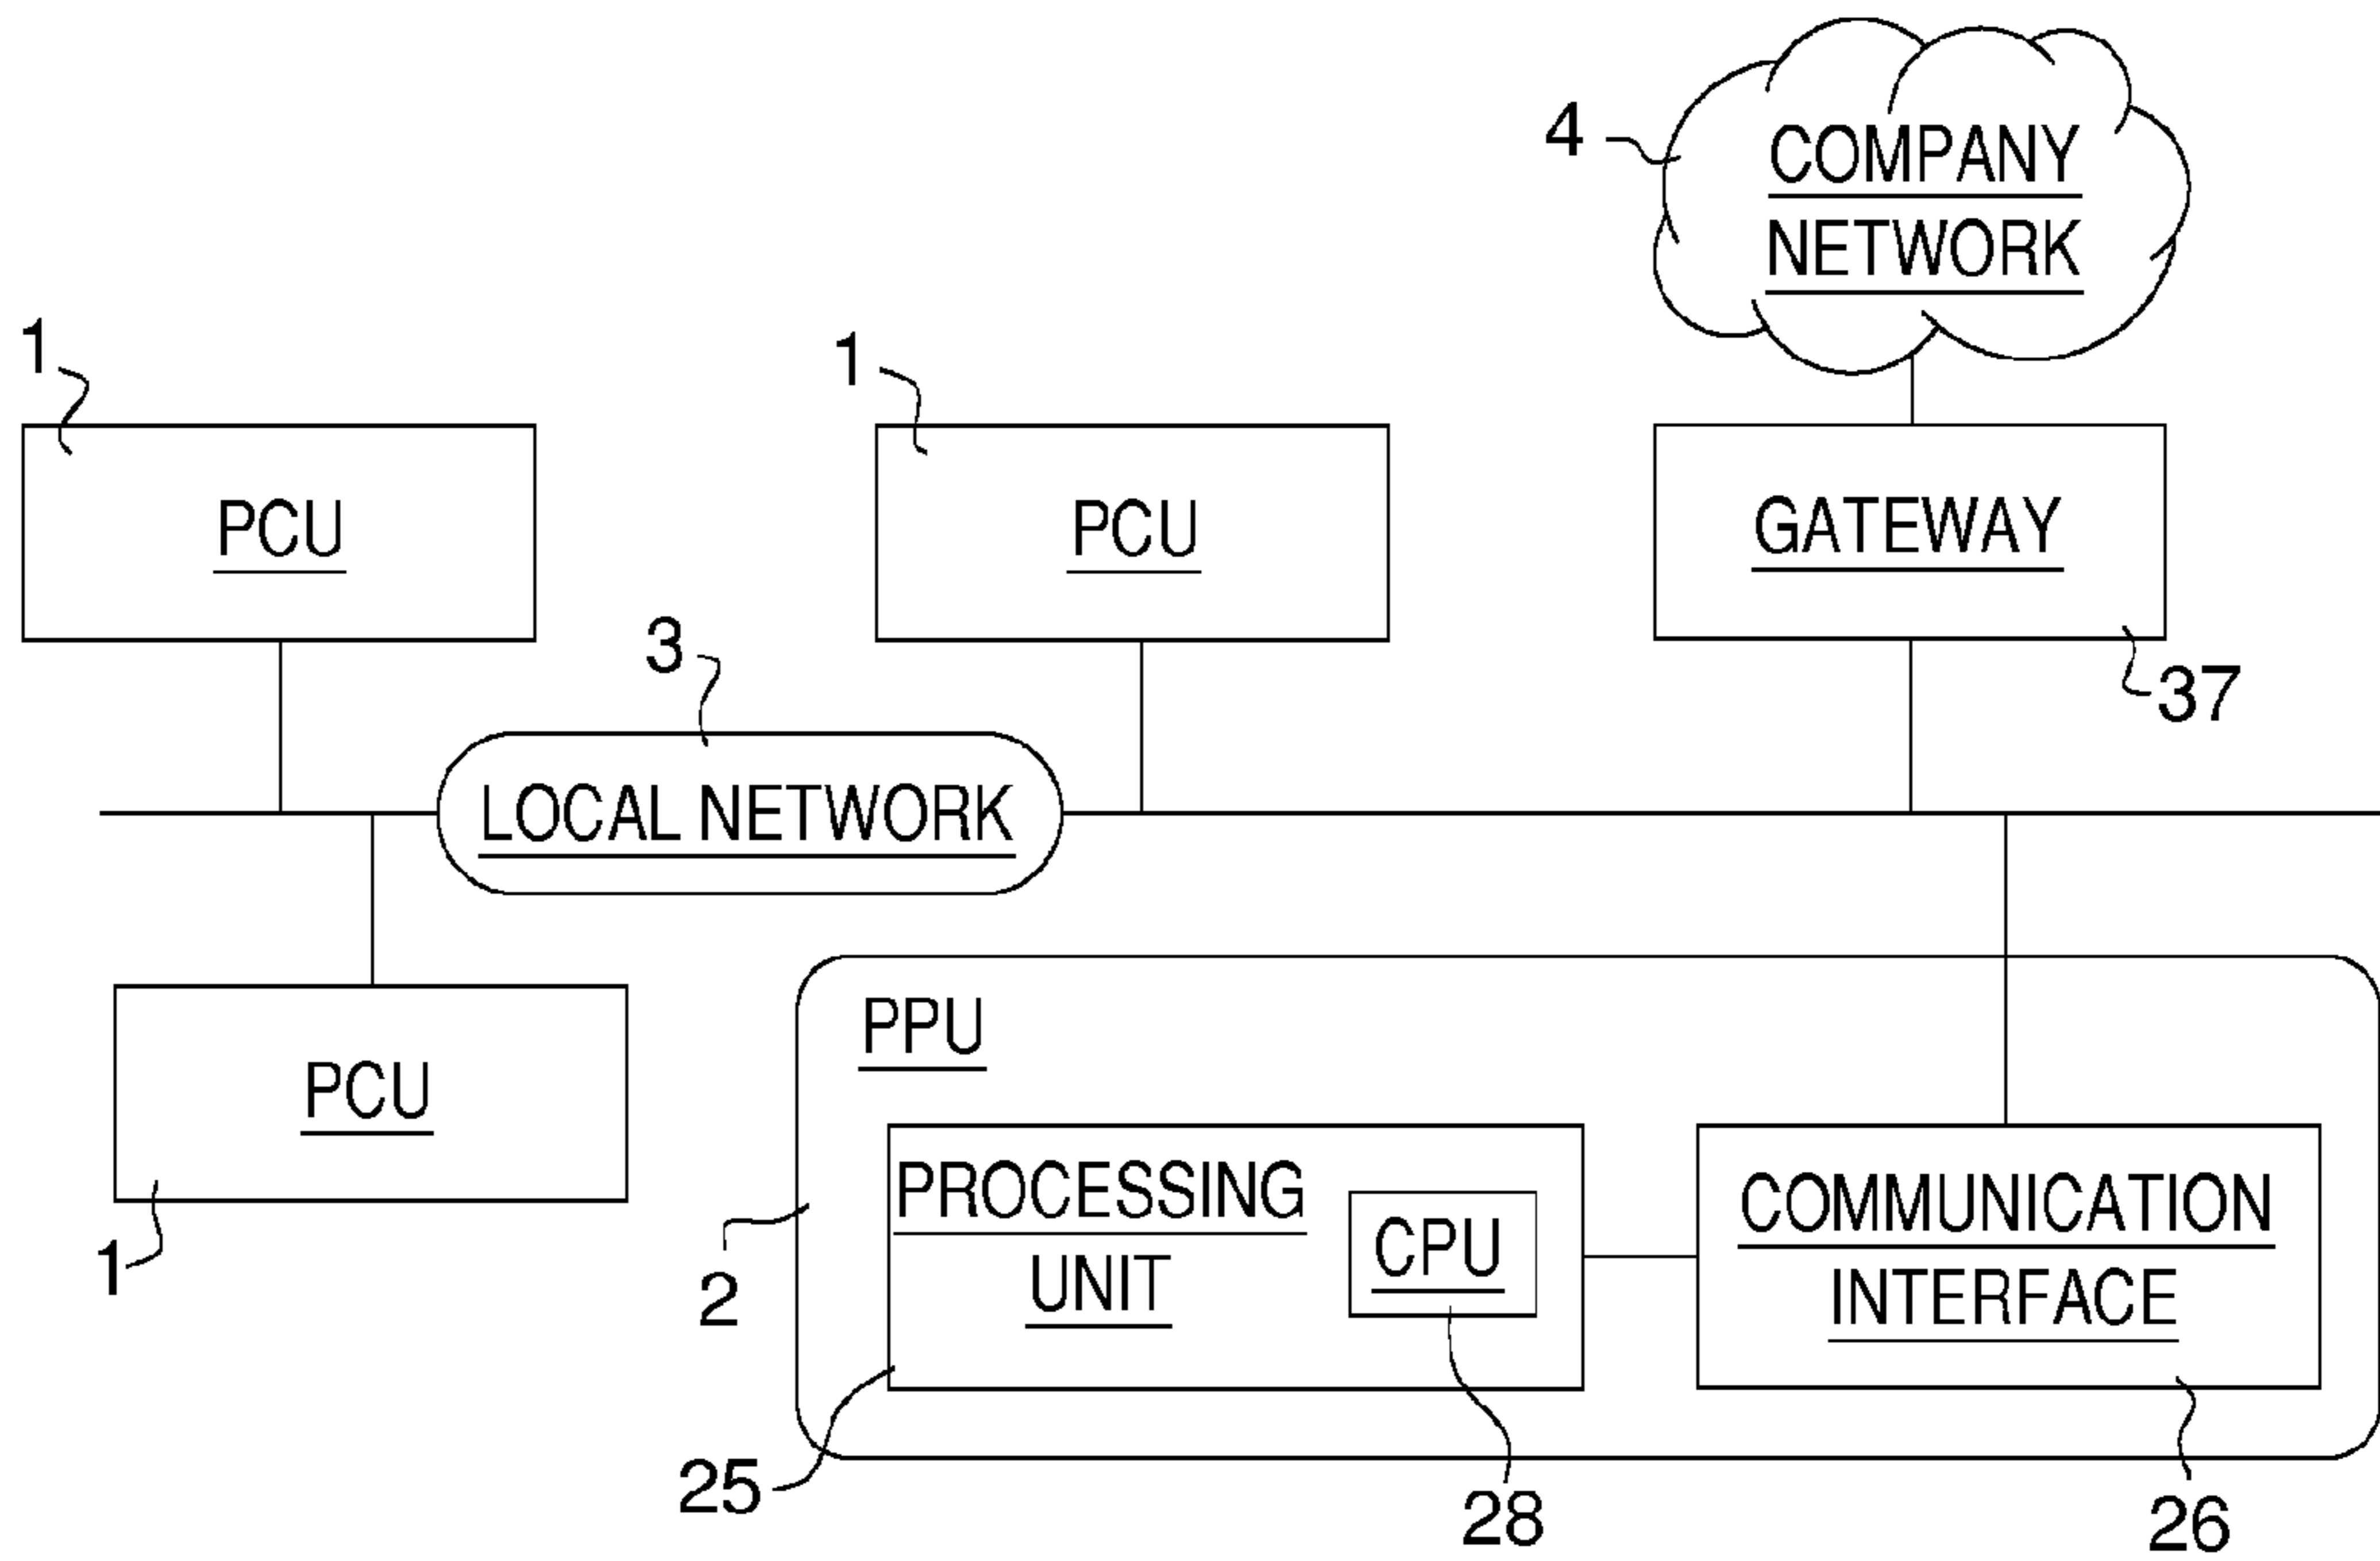 4
COMPANY
NETWORK
1
1
PCU
PCU
GATEWAY
3
37
LOCAL NETWORK
PPU
PCU
PROCESSING
UNIT
CPU
COMMUNICATION
INTERFACE
1
2
25
28
26